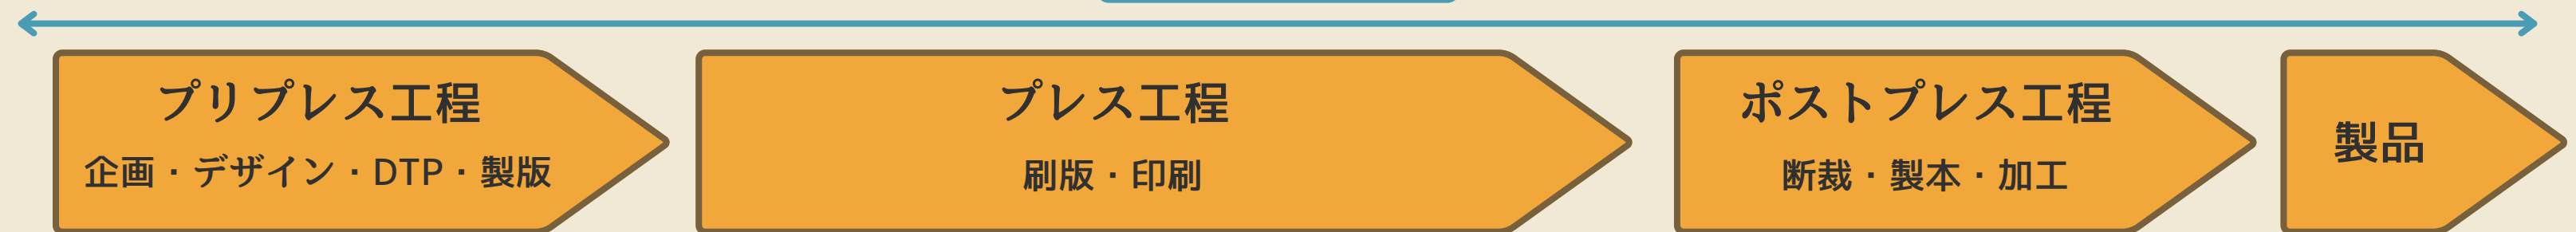 プリプレス工程
企画・デザイン・DTP・製版
プレス工程
刷版・印刷
ポストプレス工程
断裁・製本・加工
製品